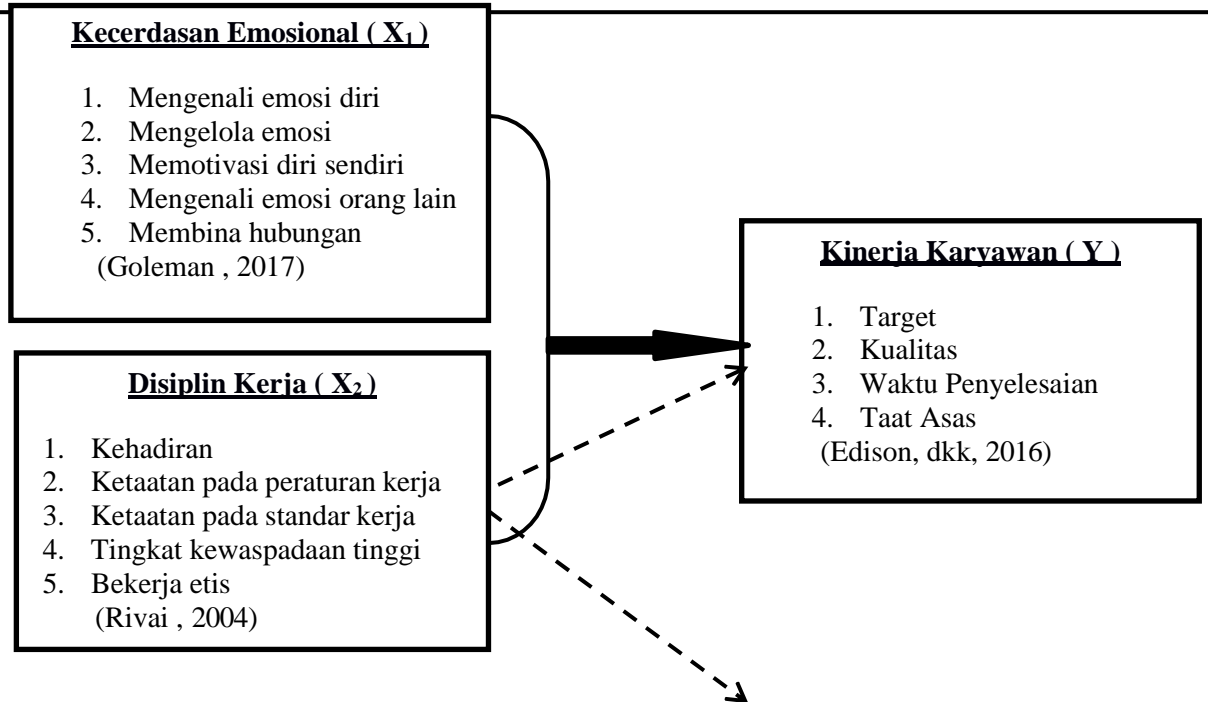 Kecerdasan Emosional ( X₁ )
1. Mengenali emosi diri
2. Mengelola emosi
3. Memotivasi diri sendiri
4. Mengenali emosi orang lain
5. Membina hubungan
(Goleman , 2017)
Disiplin Kerja ( X₂ )
1. Kehadiran
2. Ketaatan pada peraturan kerja
3. Ketaatan pada standar kerja
4. Tingkat kewaspadaan tinggi
5. Bekerja etis
(Rivai , 2004)
Kinerja Karyawan ( Y )
1. Target
2. Kualitas
3. Waktu Penyelesaian
4. Taat Asas
(Edison, dkk, 2016)